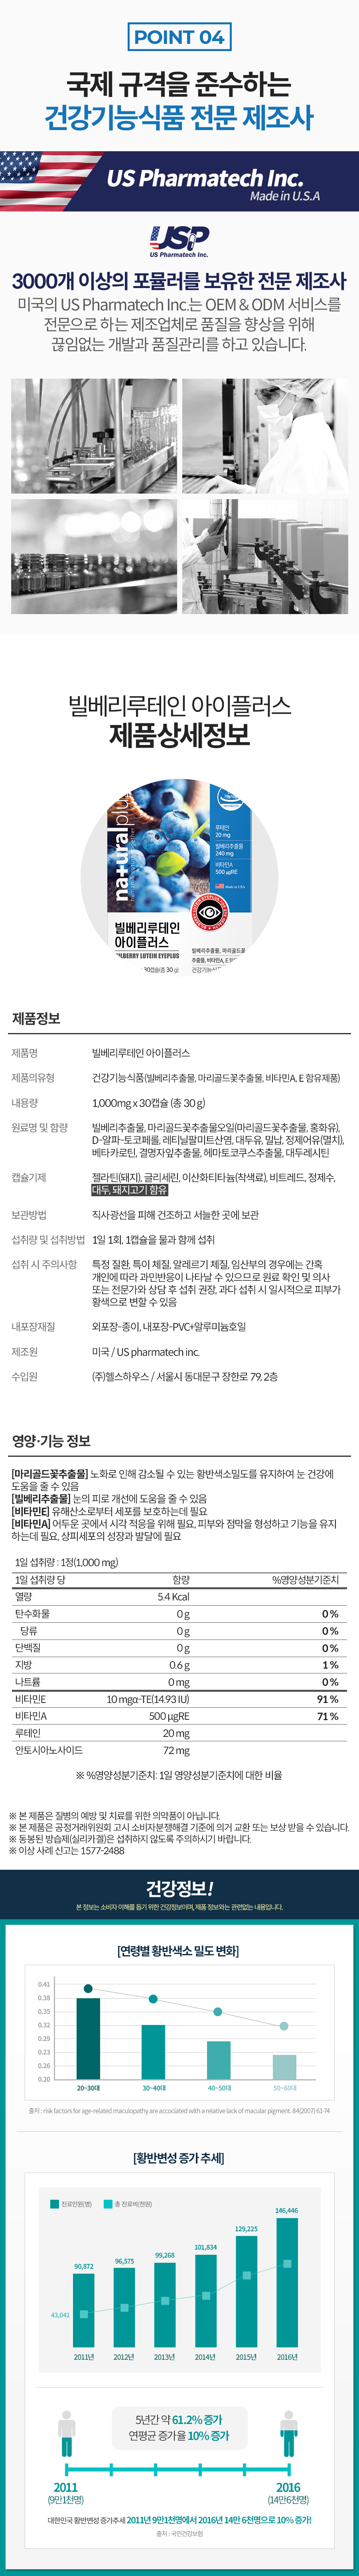 POINT 04
국제 규격을 준수하는
건강기능식품 전문 제조사
US Pharmatech Inc.
Made in U.S.A
USP
US Pharmatech Inc.
3000개 이상의 포뮬러를 보유한 전문 제조사
미국의 US Pharmatech Inc.는 OEM & ODM 서비스를
전문으로 하는 제조업체로 품질을 향상을 위해
끊임없는 개발과 품질관리를 하고 있습니다.
빌베리루테인 아이플러스
제품상세정보
na+uralplu
루테인
20 mg
빌베리추출물
240 mg
비타민A
500 μgRE
Made in USA
빌베리루테인
아이플러스
BILBERRY LUTEIN EYEPLUS
빌베리추출물, 마리골드꽃
추출물, 비타민A, E
30캡슐(총 30 g)
제품정보
제품명 빌베리루테인 아이플러스
제품의유형 건강기능식품(빌베리추출물, 마리골드꽃추출물, 비타민A, E 함유제품)
내용량 1,000mg x 30캡슐 (총 30 g)
원료명 및 함량 빌베리추출물, 마리골드꽃추출물오일(마리골드꽃추출물, 홍화유),
D-알파-토코페롤, 레티닐팔미트산염, 대두유, 밀납, 정제어유(멸치),
베타카로틴, 결명자잎추출물, 헤마토코쿠스추출물, 대두레시틴
캡슐기제 젤라틴(돼지), 글리세린, 이산화티타늄(착색료), 비트레드, 정제수,
대두, 돼지고기 함유
보관방법 직사광선을 피해 건조하고 서늘한 곳에 보관
섭취량 및 섭취방법 1일 1회, 1캡슐을 물과 함께 섭취
섭취 시 주의사항 특정 질환, 특이 체질, 알레르기 체질, 임산부의 경우에는 간혹
개인에 따라 과민반응이 나타날 수 있으므로 원료 확인 및 의사
또는 전문가와 상담 후 섭취 권장, 과다 섭취 시 일시적으로 피부가
황색으로 변할 수 있음
내포장재질 외포장-종이, 내포장-PVC+알루미늄호일
제조원 미국 / US pharmatech inc.
수입원 (주)헬스하우스 / 서울시 동대문구 장한로 79, 2층
영양·기능 정보
[마리골드꽃추출물] 노화로 인해 감소될 수 있는 황반색소밀도를 유지하여 눈 건강에
도움을 줄 수 있음
[빌베리추출물] 눈의 피로 개선에 도움을 줄 수 있음
[비타민E] 유해산소로부터 세포를 보호하는데 필요
[비타민A] 어두운 곳에서 시각 적응을 위해 필요, 피부와 점막을 형성하고 기능을 유지
하는데 필요, 상피세포의 성장과 발달에 필요
1일 섭취량 : 1정(1,000 mg)
1일 섭취량 당 함량 %영양성분기준치
열량 5.4 Kcal
탄수화물 0 g 0 %
당류 0 g 0 %
단백질 0 g 0 %
지방 0.6 g 1 %
나트륨 0 mg 0 %
비타민E 10 mgα-TE(14.93 IU) 91 %
비타민A 500 μgRE 71 %
루테인 20 mg
안토시아노사이드 72 mg
※ %영양성분기준치: 1일 영양성분기준치에 대한 비율
※ 본 제품은 질병의 예방 및 치료를 위한 의약품이 아닙니다.
※ 본 제품은 공정거래위원회 고시 소비자분쟁해결 기준에 의거 교환 또는 보상 받을 수 있습니다.
※ 동봉된 방습제(실리카겔)은 섭취하지 않도록 주의하시기 바랍니다.
※ 이상 사례 신고는 1577-2488
건강정보!
본 정보는 소비자 이해를 돕기 위한 건강정보이며, 제품 정보와는 관련없는 내용입니다.
[연령별 황반색소 밀도 변화]
0.41
0.38
0.35
0.32
0.29
0.23
0.26
0.20
20~30대 30~40대 40~50대 50~60대
출처 : risk factors for age-related maculopathy are accociated with a relative lack of macular pigment. 84(2007) 61-74
[황반변성 증가 추세]
진료인원(명) 총 진료비(천원)
146,446
129,225
101,834
99,268
96,575
90,872
43,041
2011년 2012년 2013년 2014년 2015년 2016년
5년간 약 61.2% 증가
연평균 증가율 10% 증가
2011 2016
(9만1천명) (14만6천명)
대한민국 황반변성 증가추세 2011년 9만1천명에서 2016년 14만 6천명으로 10% 증가!
출처 : 국민건강보험